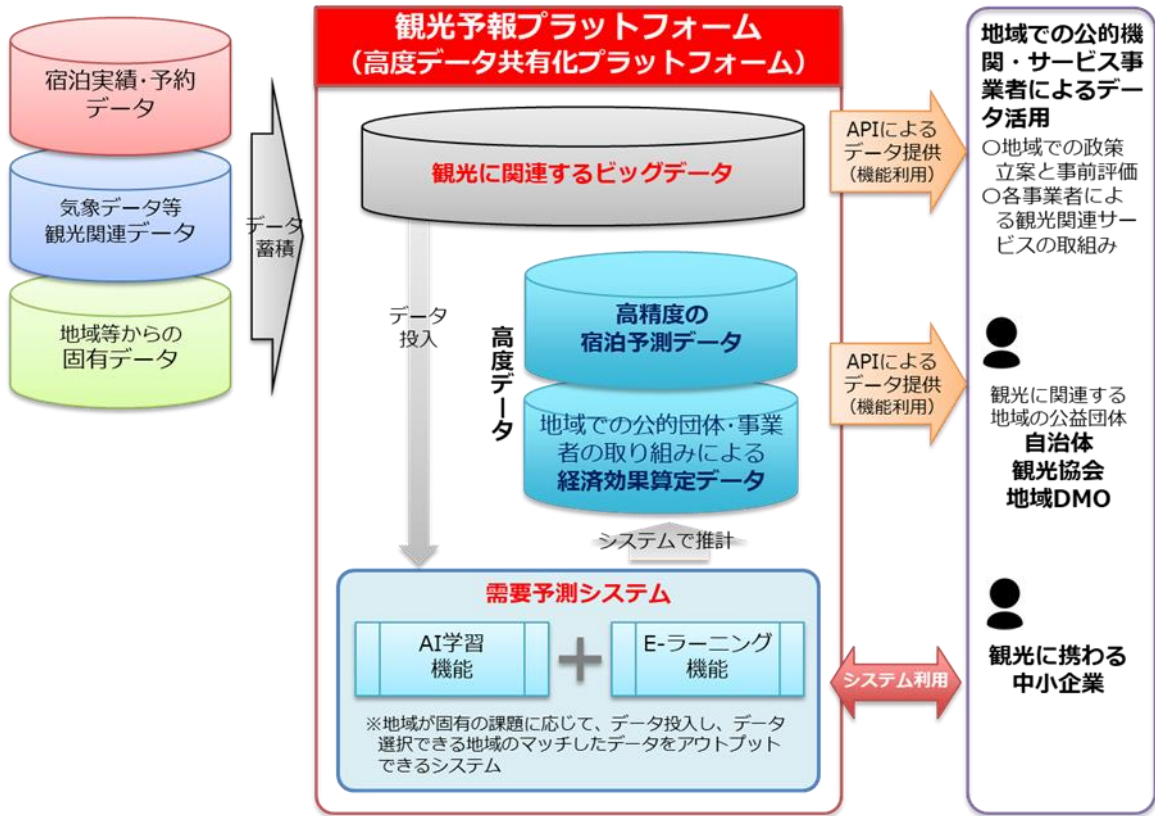 宿泊実績・予約
データ
気象データ等
観光関連データ
地域等からの
固有データ
データ
蓄積
観光予報プラットフォーム
（高度データ共有化プラットフォーム）
観光に関連するビッグデータ
データ
投入
高度データ
高精度の
宿泊予測データ
地域での公的団体・事業
者の取り組みによる
経済効果算定データ
システムで推計
需要予測システム
AI学習
機能
＋
E-ラーニング
機能
※地域が固有の課題に応じて、データ投入し、データ
選択できる地域のマッチしたデータをアウトプット
できるシステム
APIによる
データ提供
（機能利用）
APIによる
データ提供
（機能利用）
システム利用
地域での公的機
関・サービス事
業者によるデー
タ活用
○地域での政策
立案と事前評価
○各事業者によ
る観光関連サー
ビスの取組み
観光に関連する
地域の公益団体
自治体
観光協会
地域DMO
観光に携わる
中小企業